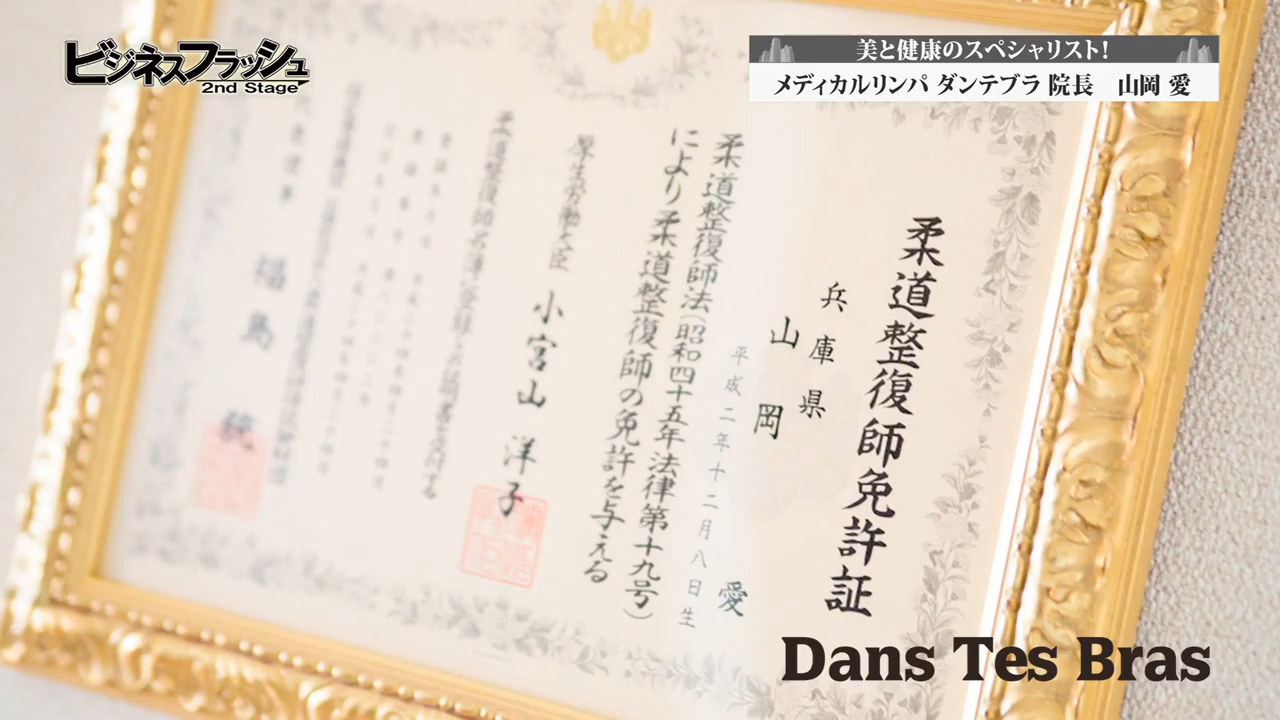 ビジネスフラッシュ
2nd Stage
美と健康のスペシャリスト!
メディカルリンパ ダンテブラ 院長 山岡 愛
柔道整復師免許証
兵庫県
山岡 愛
平成二年十二月八日生
柔道整復師法(昭和四十五年法律第十九号)
により柔道整復師の免許を与える
厚生労働大臣 小宮山 洋子
柔道整復師名簿に登録し此証明書を交付する
福島 統
Dans Tes Bras